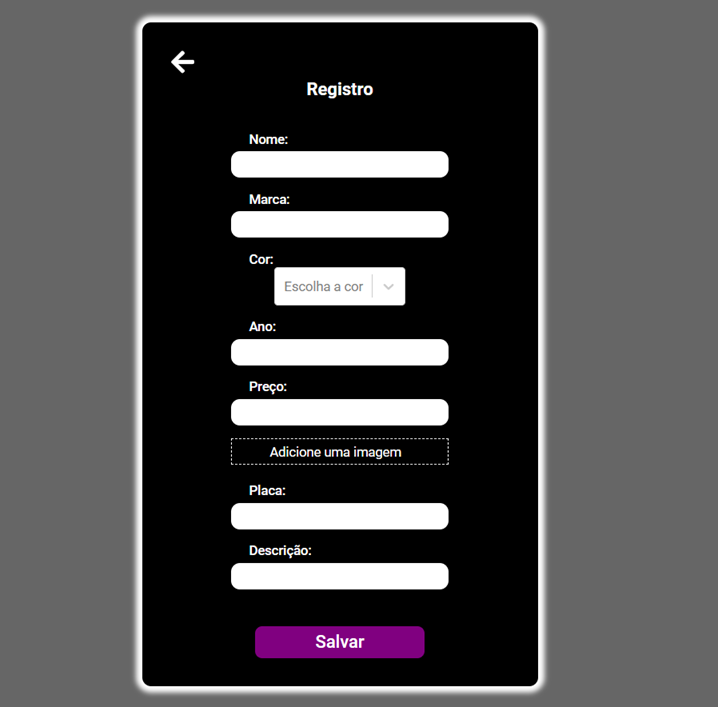 Registro
Nome:
Marca:
Cor:
Escolha a cor
Ano:
Preço:
Adicione uma imagem
Placa:
Descrição:
Salvar